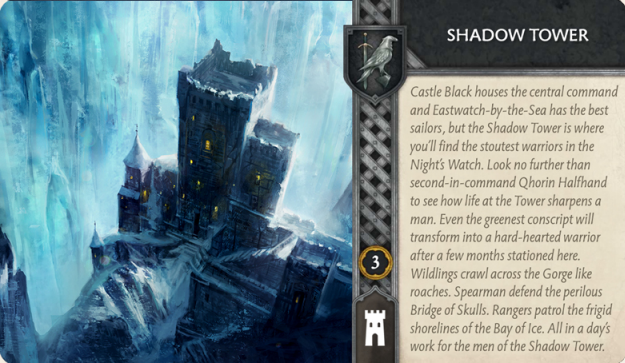 SHADOW TOWER
Castle Black houses the central command
and Eastwatch-by-the-Sea has the best
sailors, but the Shadow Tower is where
you'll find the stoutest warriors in the
Night's Watch. Look no further than
second-in-command Qhorin Halfhand
to see how life at the Tower sharpens a
man. Even the greenest conscript will
transform into a hard-hearted warrior
after a few months stationed here.
Wildlings crawl across the Gorge like
roaches. Spearman defend the perilous
Bridge of Skulls. Rangers patrol the frigid
shorelines of the Bay of Ice. All in a day's
work for the men of the Shadow Tower.
3